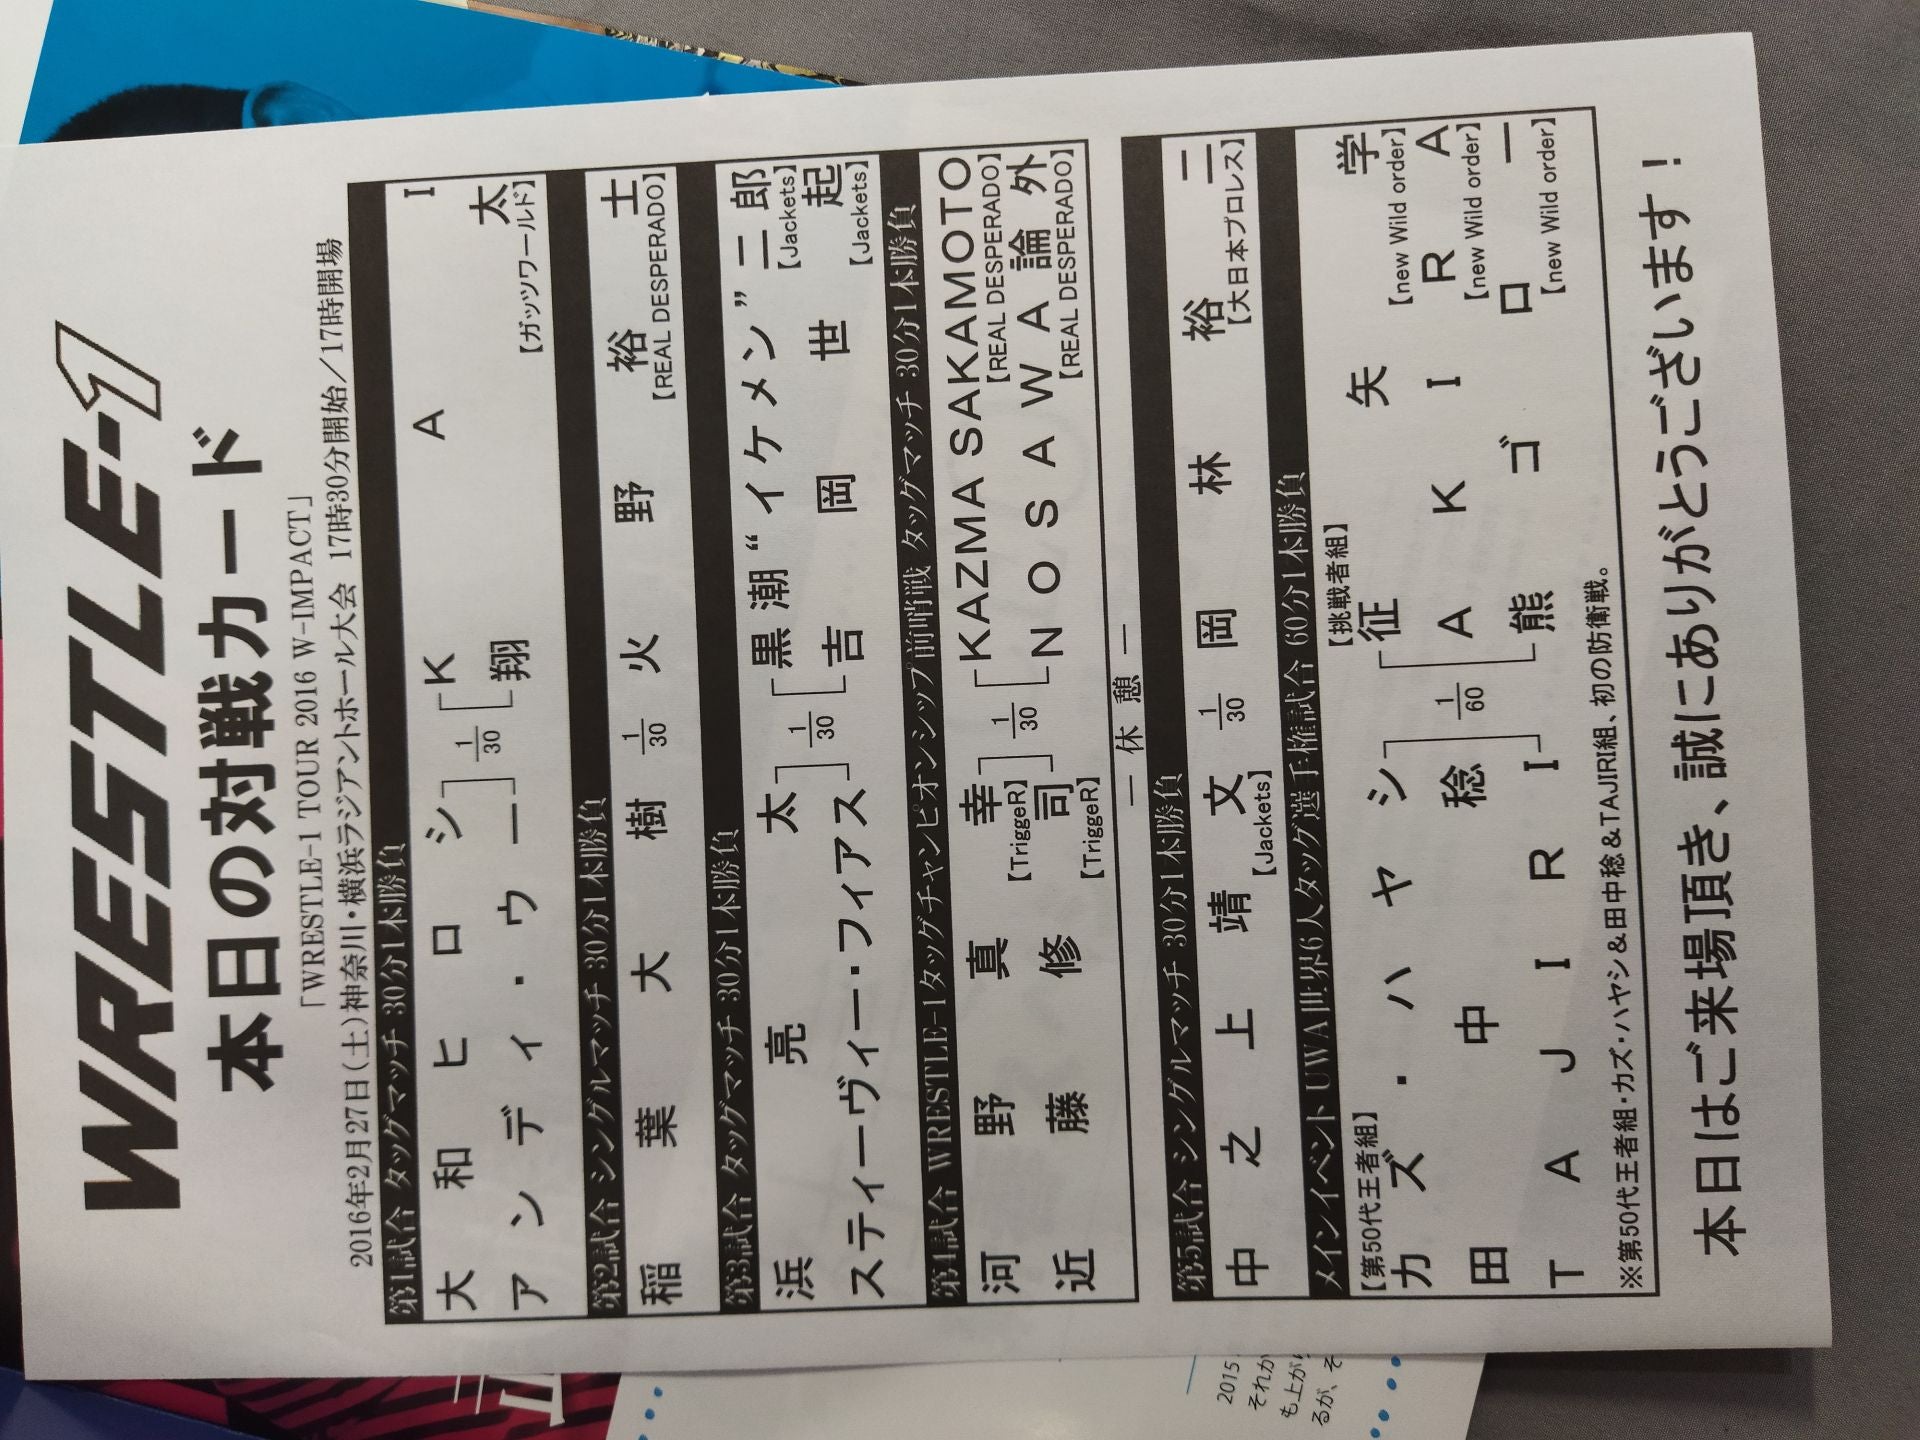 WRESTLE-1
本日の対戦カード
「WRESTLE-1 TOUR 2016 W-IMPACT」
2016年2月27日(土)神奈川・横浜ラジアントホール大会 17時30分開始/17時開場
第1試合 タッグマッチ 30分1本勝負
大和ヒロシ 1/30 KAI
アンディ・ウー 翔太
【ガッツワールド】
第2試合 シングルマッチ 30分1本勝負
稲葉大樹 1/30 火野裕士
【REAL DESPERADO】
第3試合 タッグマッチ 30分1本勝負
浜亮太 1/30 黒潮“イケメン”二郎
【Jackets】
スティーヴィー・フィアス 吉岡世起
【Jackets】
第4試合 WRESTLE-1タッグチャンピオンシップ前哨戦 タッグマッチ 30分1本勝負
河野真幸 1/30 KAZMA SAKAMOTO
【TriggeR】 【REAL DESPERADO】
近藤修司 NOSAWA論外
【TriggeR】 【REAL DESPERADO】
― 休憩 ―
第5試合 シングルマッチ 30分1本勝負
中之上靖文 1/30 岡林裕二
【Jackets】 【大日本プロレス】
メインイベント UWA世界6人タッグ選手権試合 60分1本勝負
【第50代王者組】 【挑戦者組】
カズ・ハヤシ 1/60 征矢学
【new Wild order】
田中稔 AKIRA
【new Wild order】
TAJIRI 熊ゴロー
【new Wild order】
※第50代王者組・カズ・ハヤシ&田中稔&TAJIRI組、初の防衛戦。
本日はご来場頂き、誠にありがとうございます!
2015
それが
も上がり
るが、そ